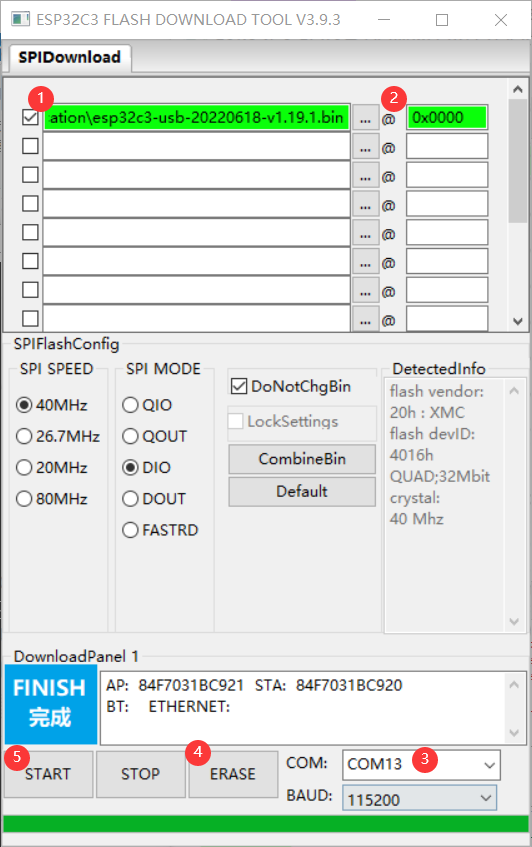 ESP32C3 FLASH DOWNLOAD TOOL V3.9.3
SPIDownload
1
2
ation\esp32c3-usb-20220618-v1.19.1.bin ... @ 0x0000
... @
... @
... @
... @
... @
... @
... @
SPIFlashConfig
SPI SPEED
40MHz
26.7MHz
20MHz
80MHz
SPI MODE
QIO
QOUT
DIO
DOUT
FASTRD
DoNotChgBin
LockSettings
CombineBin
Default
DetectedInfo
flash vendor:
20h : XMC
flash devID:
4016h
QUAD;32Mbit
crystal:
40 Mhz
DownloadPanel 1
FINISH
完成
AP: 84F7031BC921 STA: 84F7031BC920
BT: ETHERNET:
5
START
STOP
4
ERASE
COM: COM13
3
BAUD: 115200